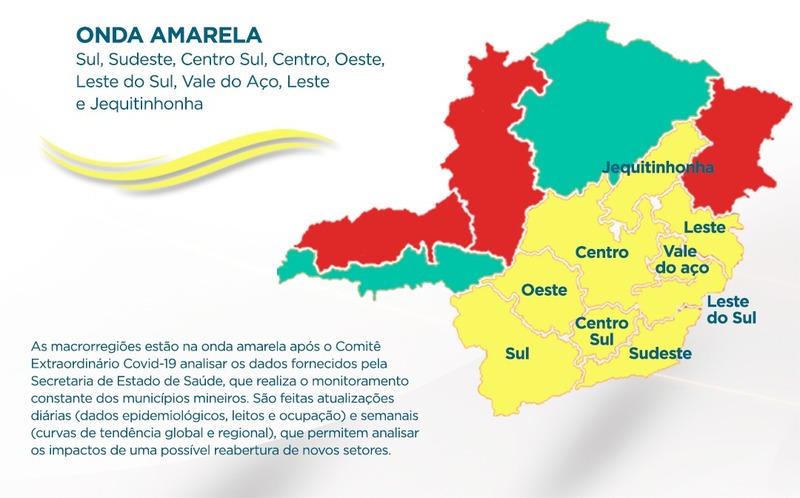 ONDA AMARELA
Sul, Sudeste, Centro Sul, Centro, Oeste,
Leste do Sul, Vale do Aço, Leste
e Jequitinhonha
Jequitinhonha
Leste
Centro
Vale
do aço
Oeste
Leste
do Sul
Centro
Sul
Sul
Sudeste
As macrorregiões estão na onda amarela após o Comitê
Extraordinário Covid-19 analisar os dados fornecidos pela
Secretaria de Estado de Saúde, que realiza o monitoramento
constante dos municípios mineiros. São feitas atualizações
diárias (dados epidemiológicos, leitos e ocupação) e semanais
(curvas de tendência global e regional), que permitem analisar
os impactos de uma possível reabertura de novos setores.